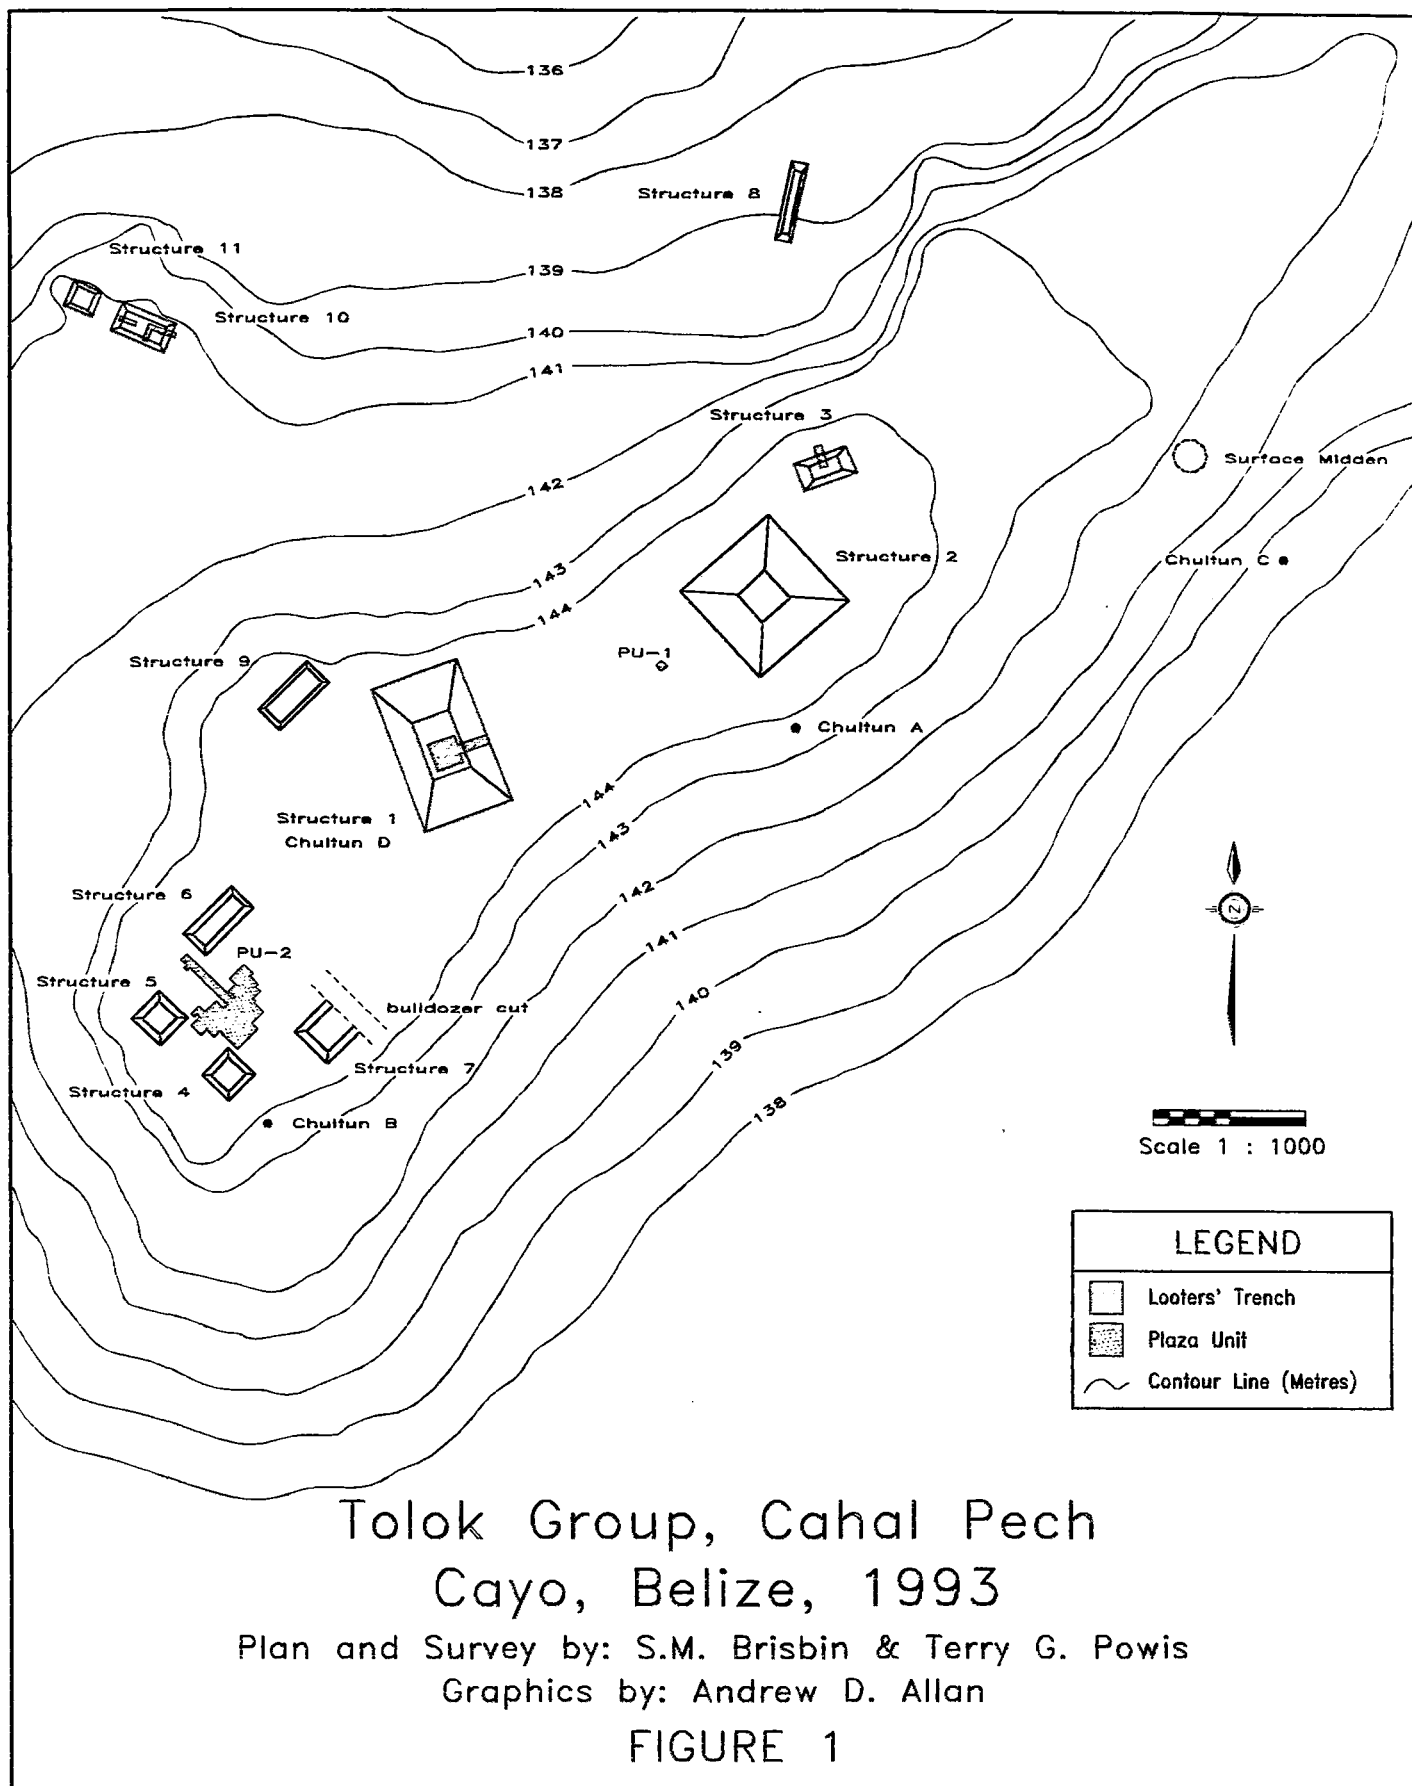 136
137
138
Structure 8
Structure 11
139
Structure 10
140
141
Structure 3
142
Surface Midden
Structure 2
Chultun C
143
144
PU-1
Structure 9
Chultun A
144
Structure 1
Chultun D
143
142
Structure 6
141
PU-2
Structure 5
140
bulldozer cut
139
Structure 7
Structure 4
138
Chultun B
N
Scale 1 : 1000
LEGEND
Looters' Trench
Plaza Unit
Contour Line (Metres)
Tolok Group, Cahal Pech
Cayo, Belize, 1993
Plan and Survey by: S.M. Brisbin & Terry G. Powis
Graphics by: Andrew D. Allan
FIGURE 1